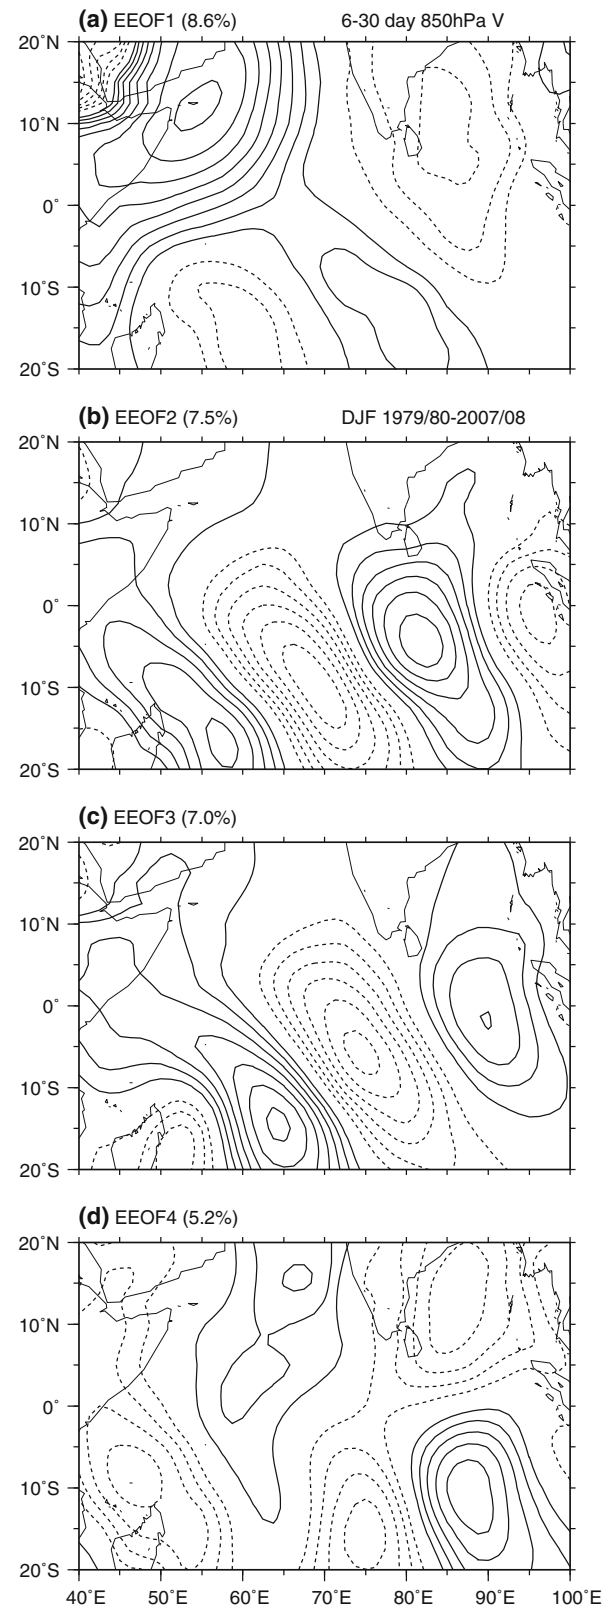 (a) EEOF1 (8.6%) 6-30 day 850hPa V
20°N
10°N
0°
10°S
20°S
(b) EEOF2 (7.5%) DJF 1979/80-2007/08
20°N
10°N
0°
10°S
20°S
(c) EEOF3 (7.0%)
20°N
10°N
0°
10°S
20°S
(d) EEOF4 (5.2%)
20°N
10°N
0°
10°S
20°S
40°E 50°E 60°E 70°E 80°E 90°E 100°E